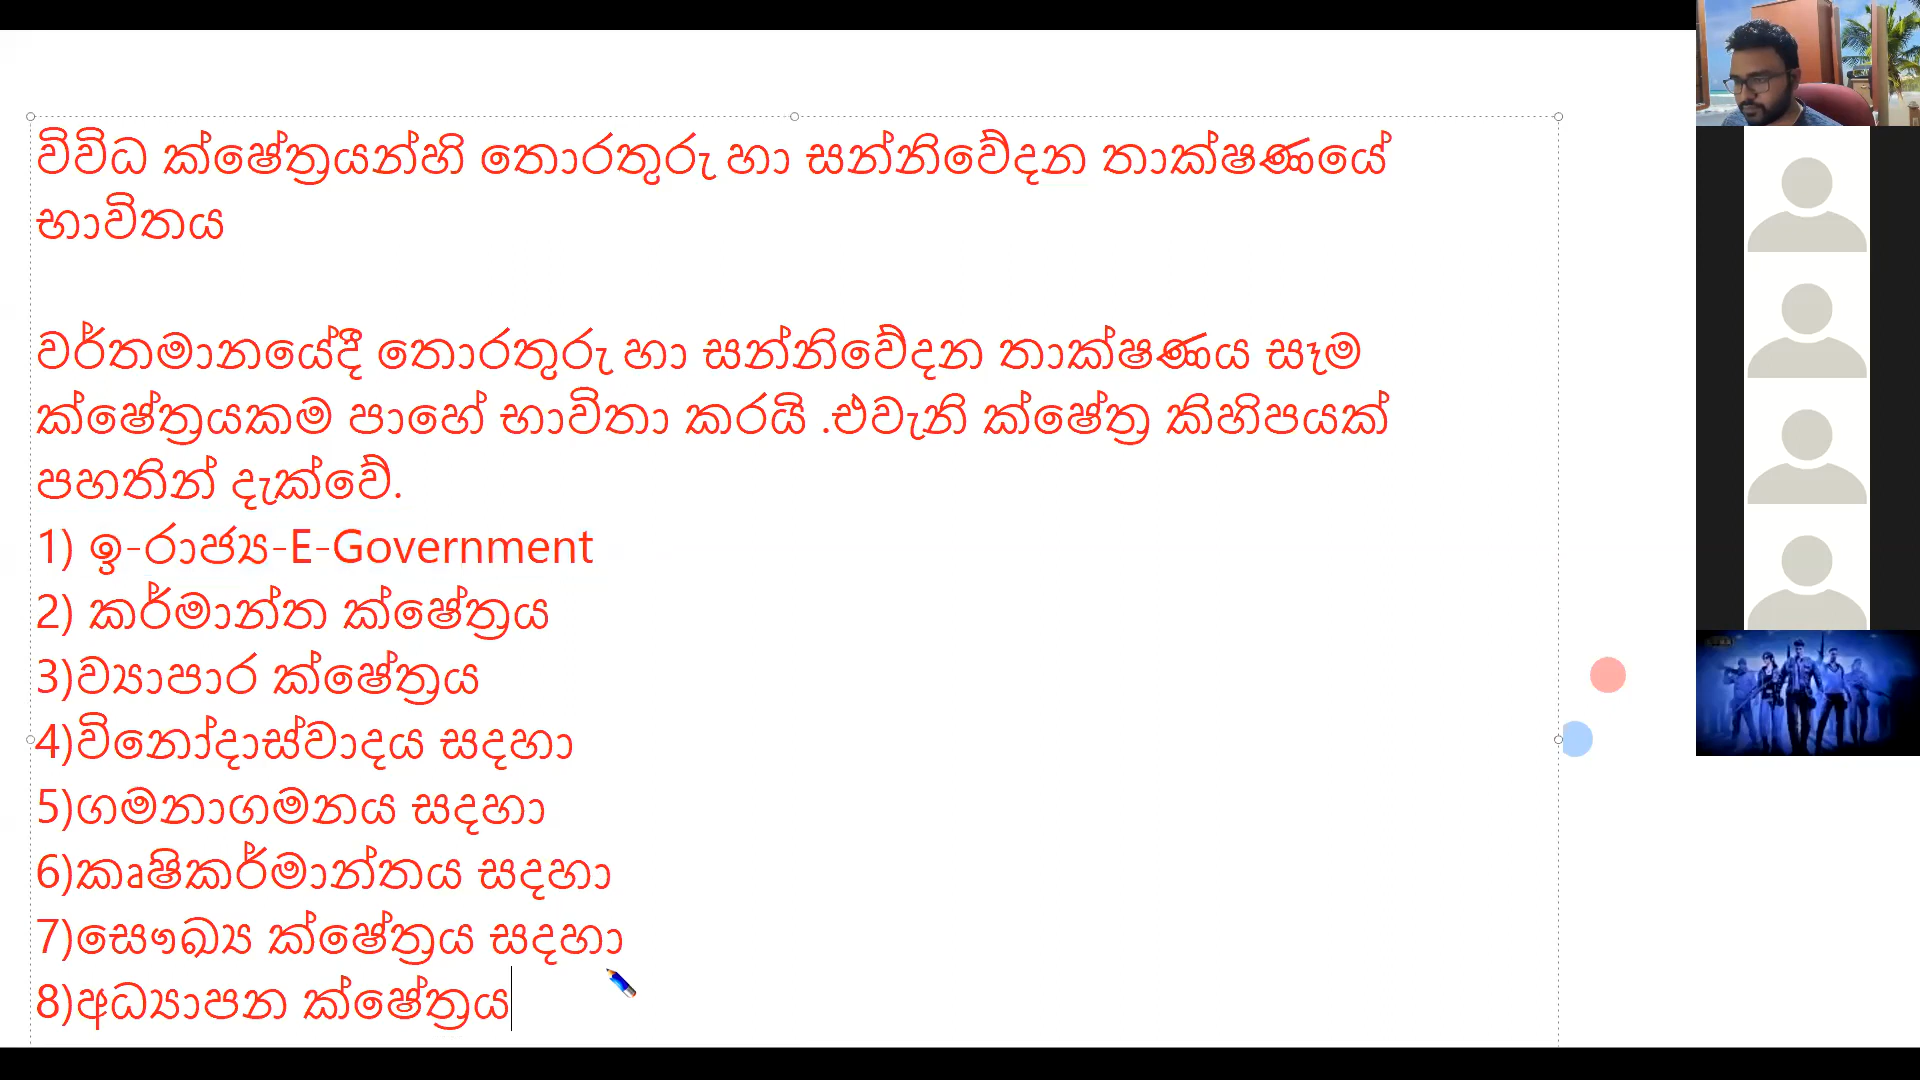 විවිධ ක්ෂේත්‍රයන්හි තොරතුරු හා සන්නිවේදන තාක්ෂණයේ
භාවිතය
වර්තමානයේදී තොරතුරු හා සන්නිවේදන තාක්ෂණය සෑම
ක්ෂේත්‍රයකම පාහේ භාවිතා කරයි .එවැනි ක්ෂේත්‍ර කිහිපයක්
පහතින් දැක්වේ.
1) ඉ-රාජ්‍ය-E-Government
2) කර්මාන්ත ක්ෂේත්‍රය
3)ව්‍යාපාර ක්ෂේත්‍රය
4)විනෝදාස්වාදය සදහා
5)ගමනාගමනය සදහා
6)කෘෂිකර්මාන්තය සදහා
7)සෞඛ්‍ය ක්ෂේත්‍රය සදහා
8)අධ්‍යාපන ක්ෂේත්‍රය